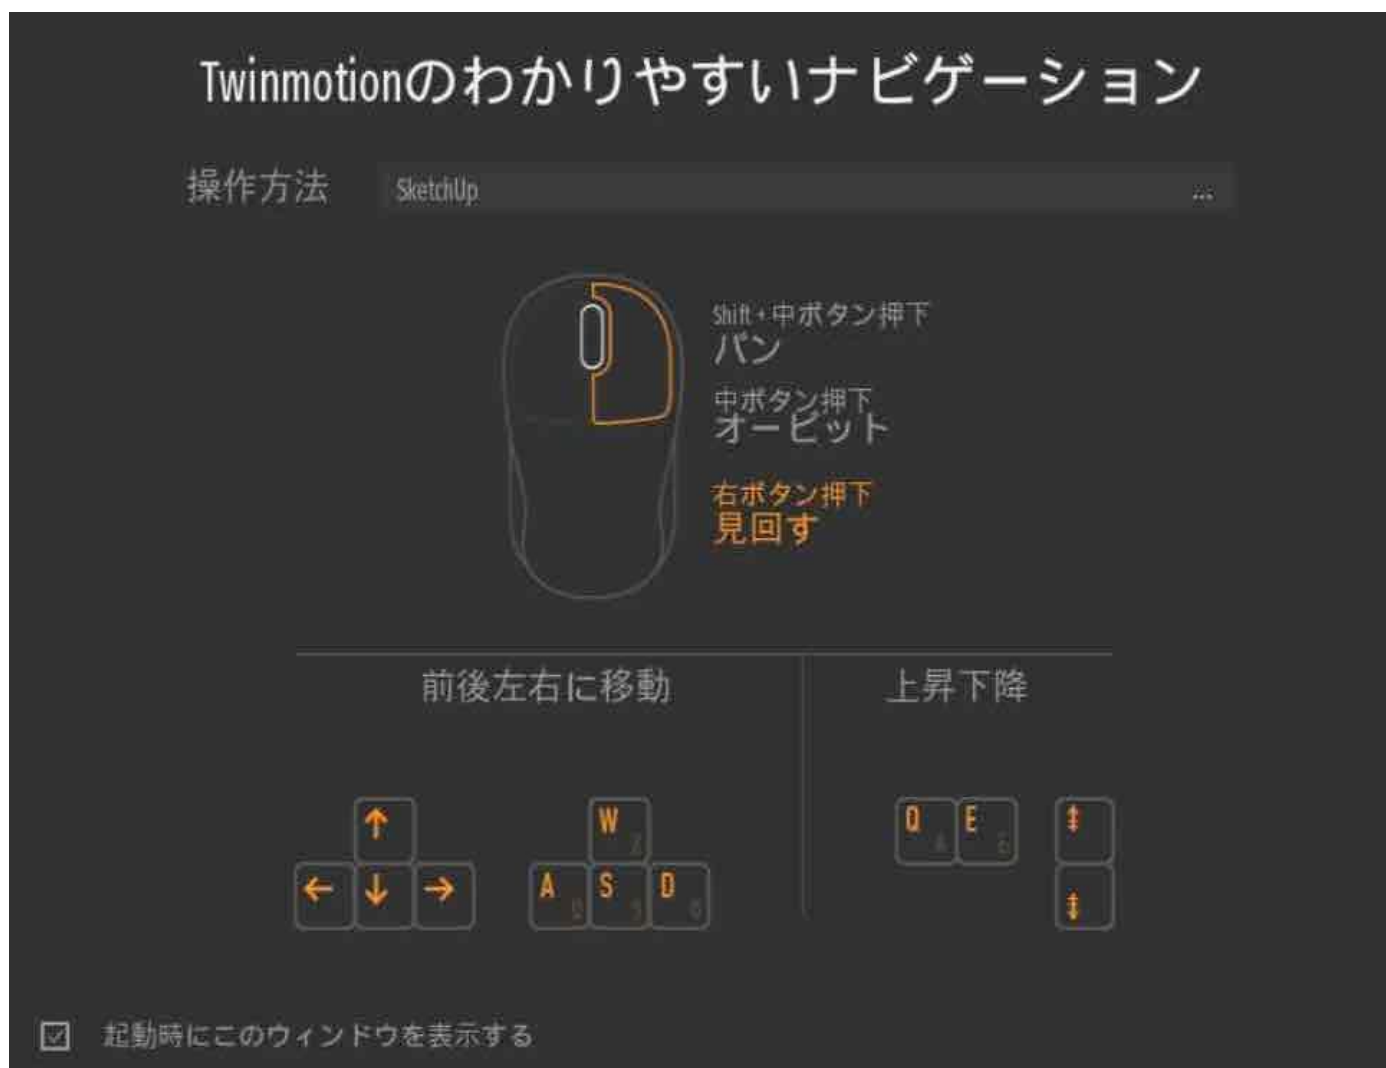 Twinmotionのわかりやすいナビゲーション
操作方法 SketchUp ...
Shift + 中ボタン押下
パン
中ボタン押下
オービット
右ボタン押下
見回す
前後左右に移動 上昇下降
↑ W Q E ⇞
← ↓ → A S D ⇟
起動時にこのウィンドウを表示する